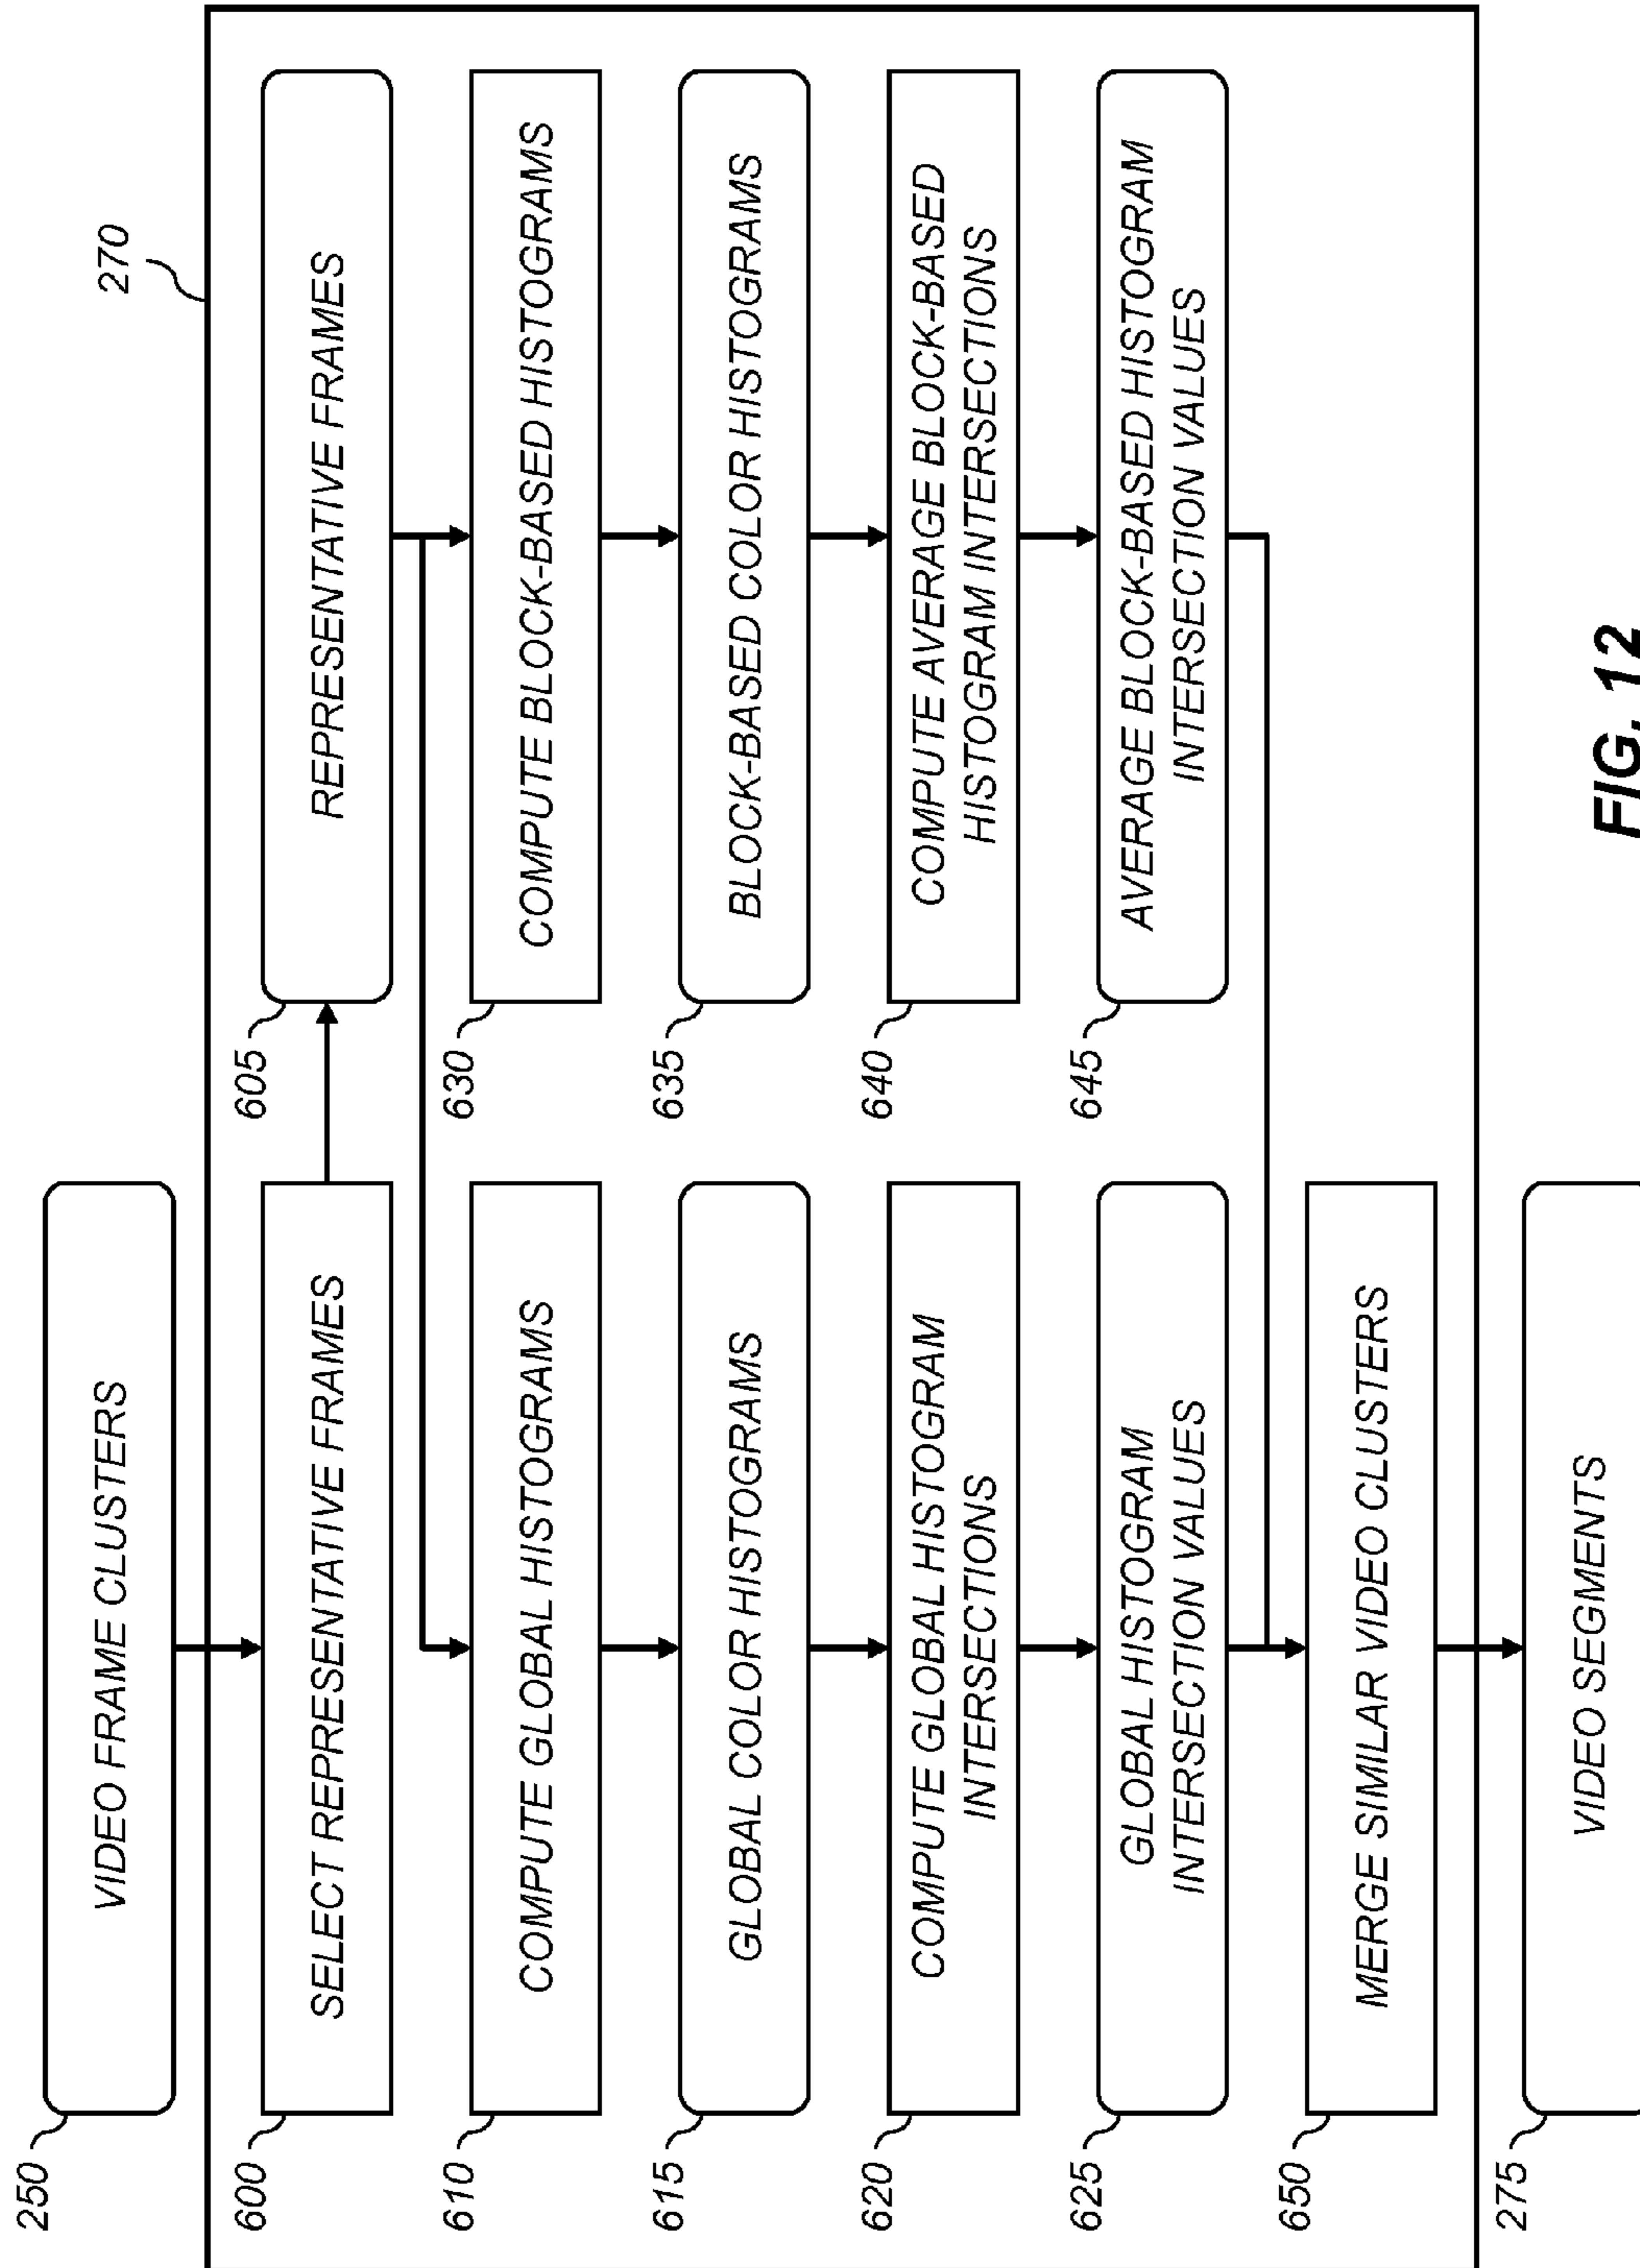 250
VIDEO FRAME CLUSTERS
270
600
SELECT REPRESENTATIVE FRAMES
605
REPRESENTATIVE FRAMES
610
COMPUTE GLOBAL HISTOGRAMS
630
COMPUTE BLOCK-BASED HISTOGRAMS
615
GLOBAL COLOR HISTOGRAMS
635
BLOCK-BASED COLOR HISTOGRAMS
620
COMPUTE GLOBAL HISTOGRAM
INTERSECTIONS
640
COMPUTE AVERAGE BLOCK-BASED
HISTOGRAM INTERSECTIONS
625
GLOBAL HISTOGRAM
INTERSECTION VALUES
645
AVERAGE BLOCK-BASED HISTOGRAM
INTERSECTION VALUES
650
MERGE SIMILAR VIDEO CLUSTERS
275
VIDEO SEGMENTS
FIG. 12